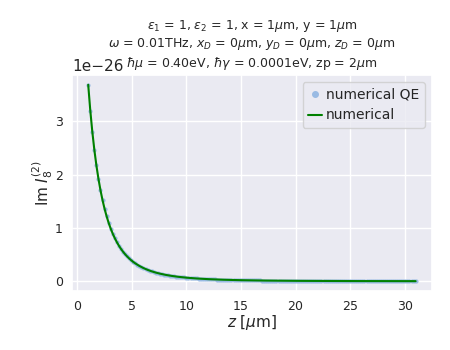 ε₁ = 1, ε₂ = 1, x = 1μm, y = 1μm
ω = 0.01THz, x_D = 0μm, y_D = 0μm, z_D = 0μm
ℏμ = 0.40eV, ℏγ = 0.0001eV, zp = 2μm
1e−26
numerical QE
numerical
3
2
1
0
Im I₈⁽²⁾
0 5 10 15 20 25 30
z [μm]